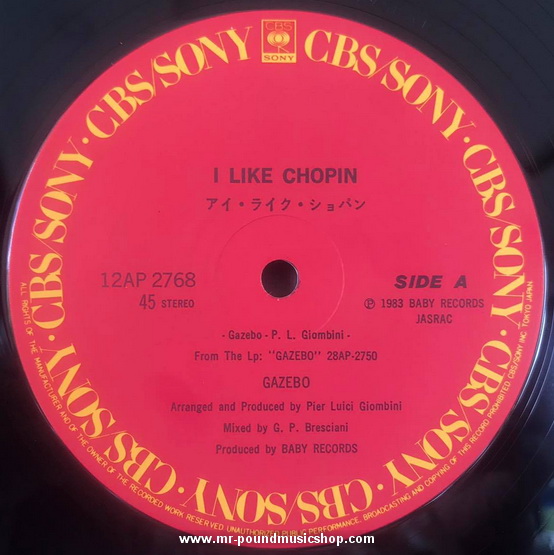 CBS
SONY
CBS/SONY · CBS/SONY · CBS/SONY · CBS/SONY · CBS/SONY · CBS/SONY · CBS/SONY · CBS/SONY
I LIKE CHOPIN
アイ・ライク・ショパン
12AP 2768
45 STEREO
SIDE A
Ⓟ 1983 BABY RECORDS
JASRAC
· Gazebo - P. L. Giombini ·
From The Lp: "GAZEBO" 28AP-2750
GAZEBO
Arranged and Produced by Pier Luici Giombini
Mixed by G. P. Bresciani
Produced by BABY RECORDS
ALL RIGHTS OF THE MANUFACTURER AND OF THE OWNER OF THE RECORDED WORK RESERVED UNAUTHORIZED PUBLIC PERFORMANCE, BROADCASTING AND COPYING OF THIS RECORD PROHIBITED CBS/SONY INC. TOKYO JAPAN
www.mr-poundmusicshop.com